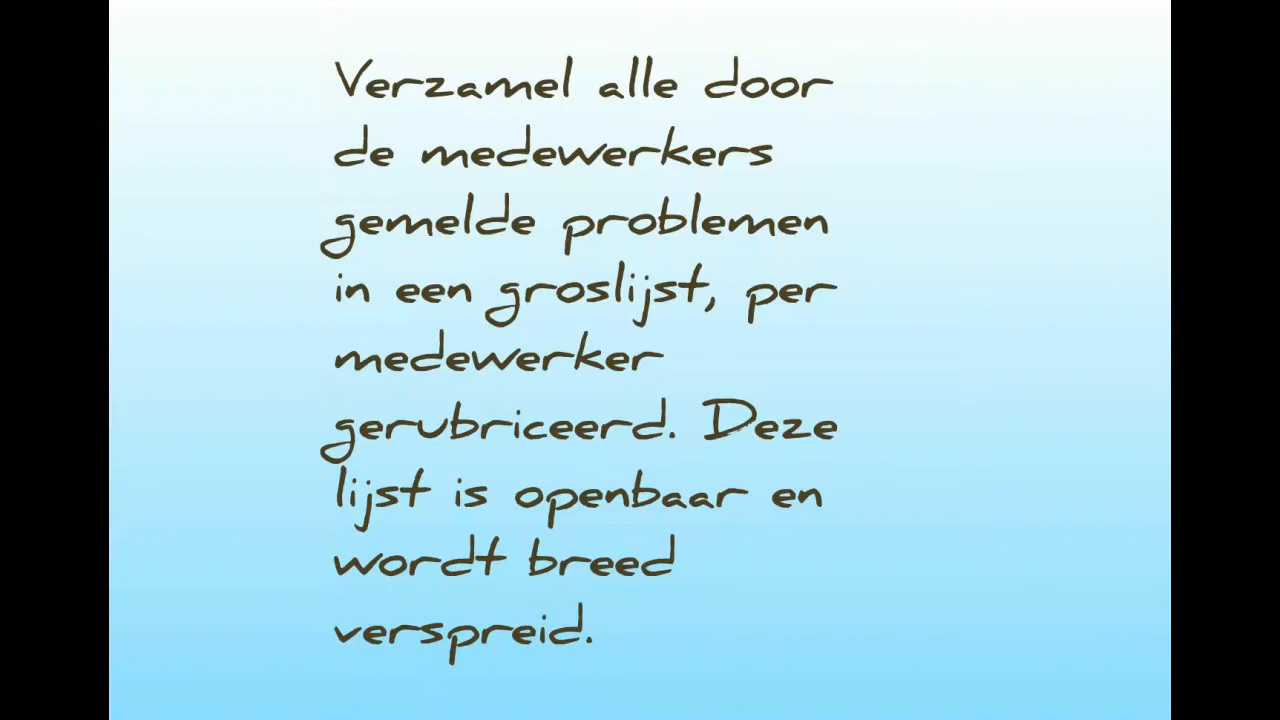 Verzamel alle door
de medewerkers
gemelde problemen
in een groslijst, per
medewerker
gerubriceerd. Deze
lijst is openbaar en
wordt breed
verspreid.